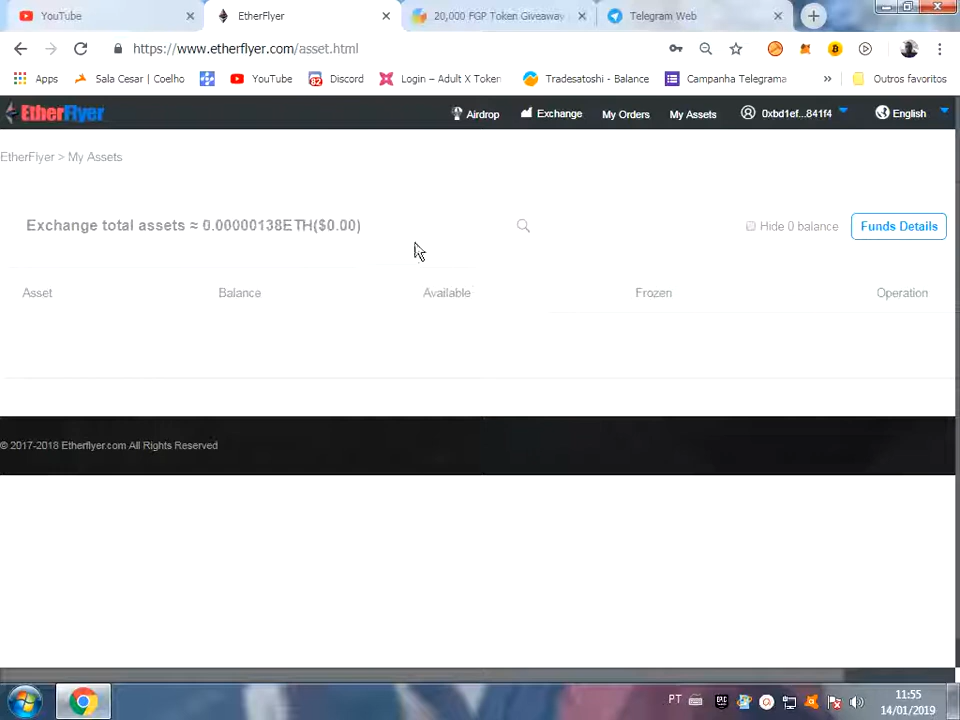 YouTube
EtherFlyer
20,000 FGP Token Giveaway
Telegram Web
https://www.etherflyer.com/asset.html
Apps
Sala Cesar | Coelho
YouTube
82
Discord
Login – Adult X Token
Tradesatoshi - Balance
Campanha Telegrama
»
Outros favoritos
EtherFlyer
Airdrop
Exchange
My Orders
My Assets
0xbd1ef...841f4
English
EtherFlyer > My Assets
Exchange total assets ≈ 0.00000138ETH($0.00)
Hide 0 balance
Funds Details
Asset
Balance
Available
Frozen
Operation
© 2017-2018 Etherflyer.com All Rights Reserved
PT
11:55
14/01/2019